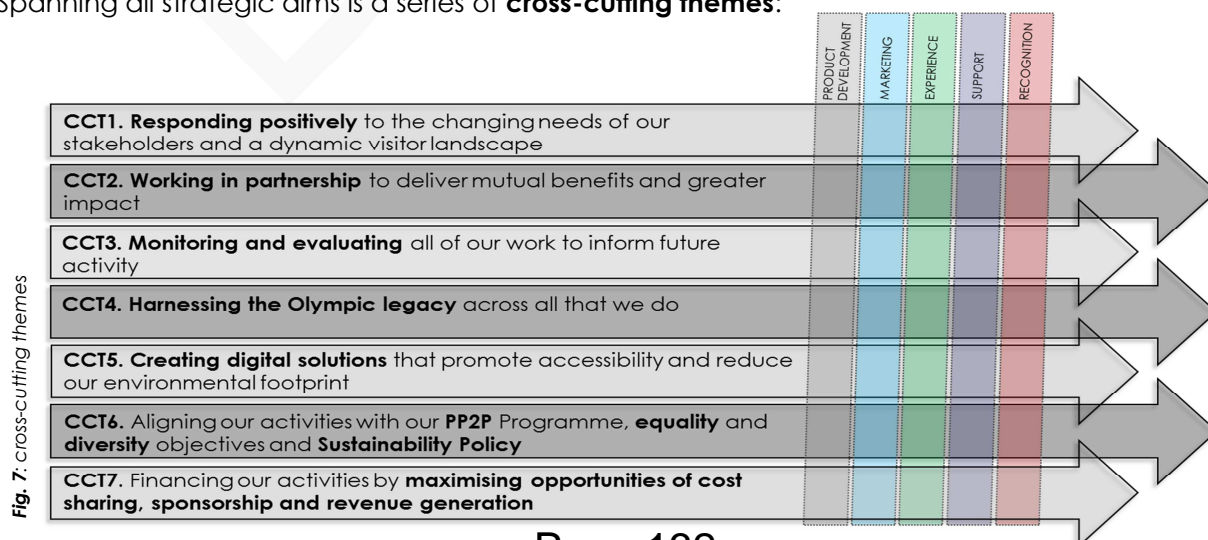 spanning all strategic aims is a series of cross-cutting themes:
PRODUCT
DEVELOPMENT
MARKETING
EXPERIENCE
SUPPORT
RECOGNITION
CCT1. Responding positively to the changing needs of our
stakeholders and a dynamic visitor landscape
CCT2. Working in partnership to deliver mutual benefits and greater
impact
CCT3. Monitoring and evaluating all of our work to inform future
activity
CCT4. Harnessing the Olympic legacy across all that we do
CCT5. Creating digital solutions that promote accessibility and reduce
our environmental footprint
CCT6. Aligning our activities with our PP2P Programme, equality and
diversity objectives and Sustainability Policy
CCT7. Financing our activities by maximising opportunities of cost
sharing, sponsorship and revenue generation
Fig. 7: cross-cutting themes